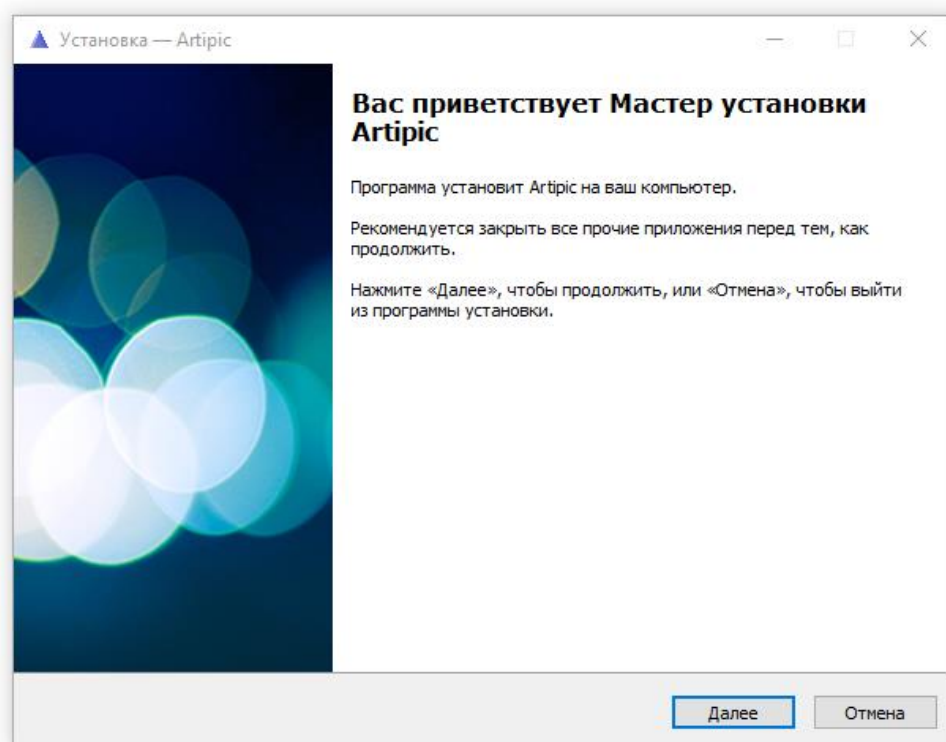 Установка — Artipic
Вас приветствует Мастер установки
Artipic
Программа установит Artipic на ваш компьютер.
Рекомендуется закрыть все прочие приложения перед тем, как
продолжить.
Нажмите «Далее», чтобы продолжить, или «Отмена», чтобы выйти
из программы установки.
Далее
Отмена